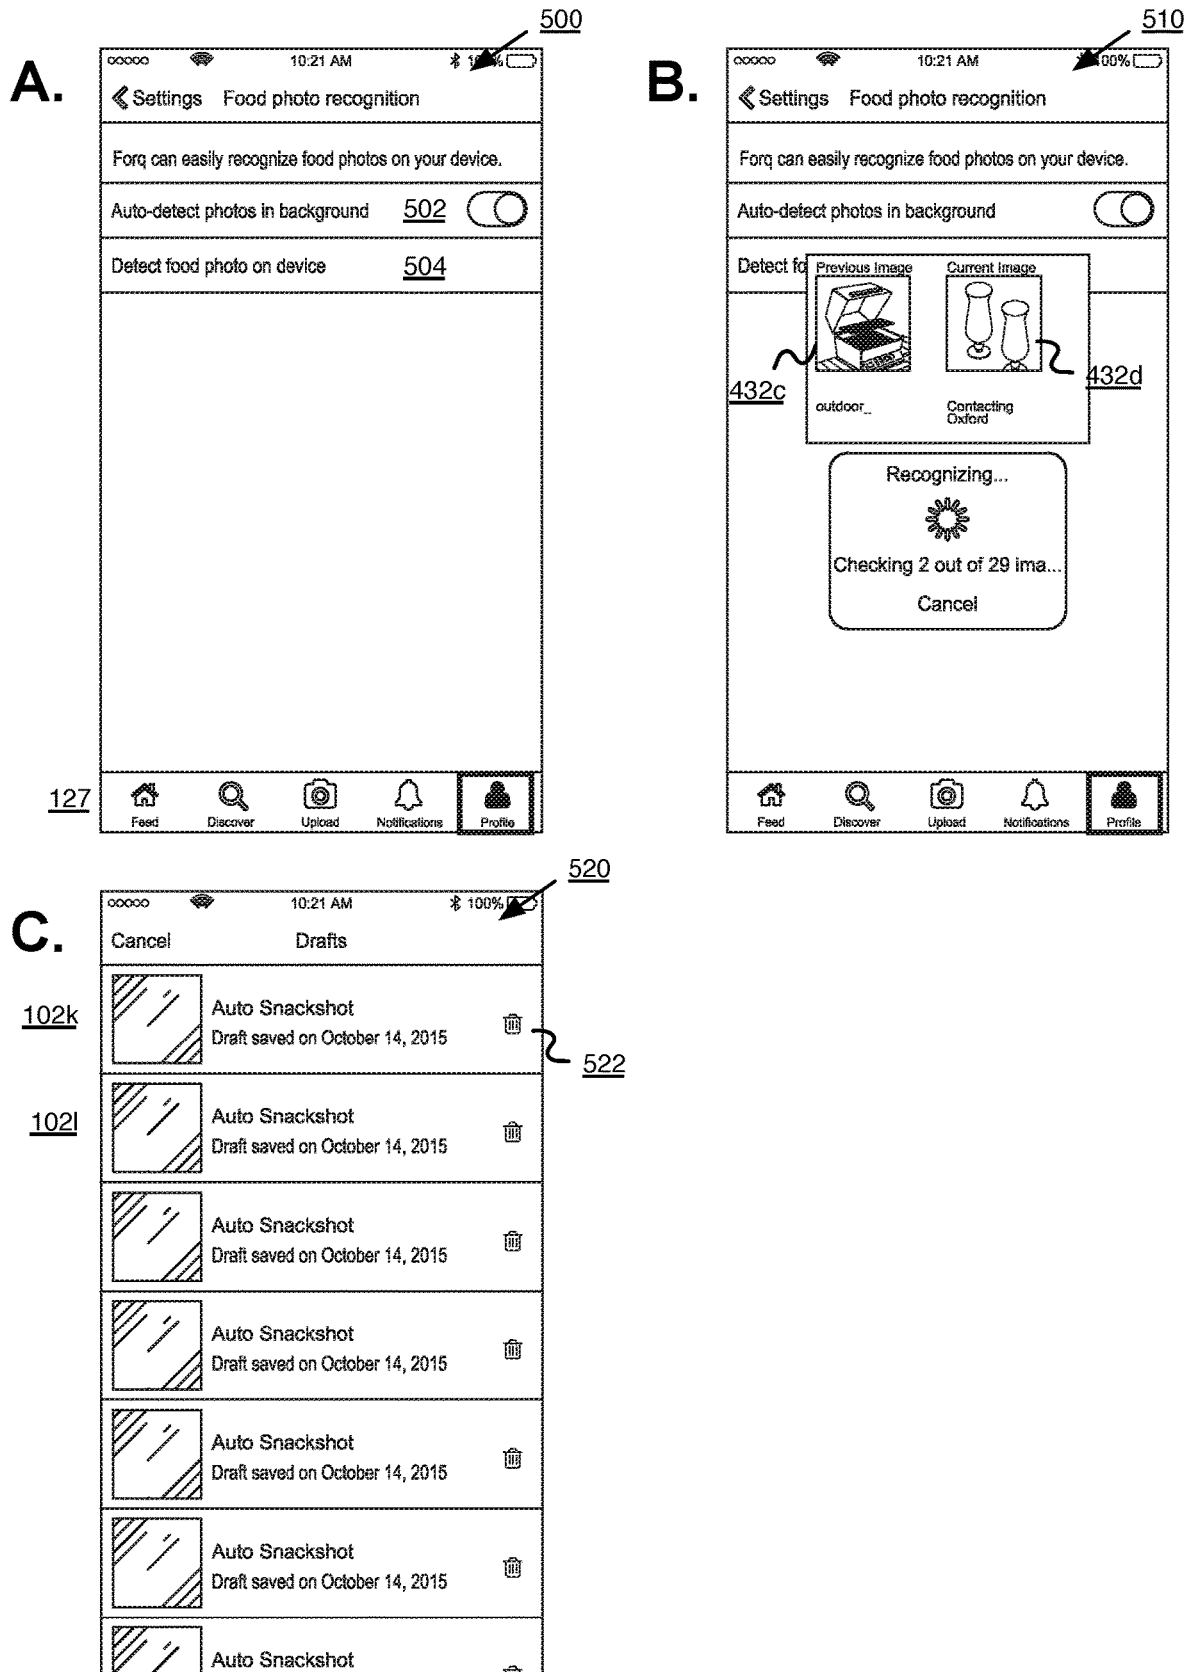 500
A.
10:21 AM
Settings Food photo recognition
Forq can easily recognize food photos on your device.
Auto-detect photos in background 502
Detect food photo on device 504
127
Feed Discover Upload Notifications Profile
510
B.
10:21 AM 00%
Settings Food photo recognition
Forq can easily recognize food photos on your device.
Auto-detect photos in background
Detect fo
Previous Image Current Image
432c 432d
outdoor_ Contacting
Oxford
Recognizing...
Checking 2 out of 29 ima...
Cancel
Feed Discover Upload Notifications Profile
520
C.
10:21 AM 100%
Cancel Drafts
102k
Auto Snackshot
Draft saved on October 14, 2015
522
102l
Auto Snackshot
Draft saved on October 14, 2015
Auto Snackshot
Draft saved on October 14, 2015
Auto Snackshot
Draft saved on October 14, 2015
Auto Snackshot
Draft saved on October 14, 2015
Auto Snackshot
Draft saved on October 14, 2015
Auto Snackshot